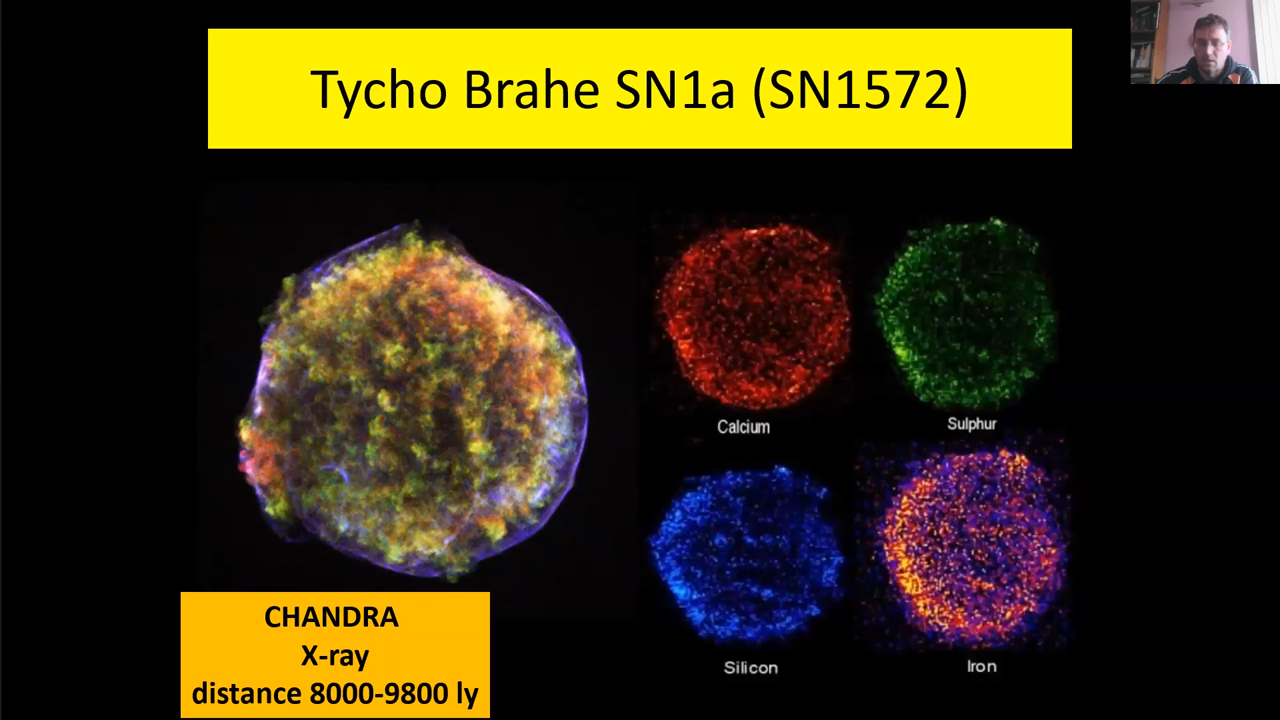 Tycho Brahe SN1a (SN1572)
Calcium
Sulphur
Silicon
Iron
CHANDRA
X-ray
distance 8000-9800 ly